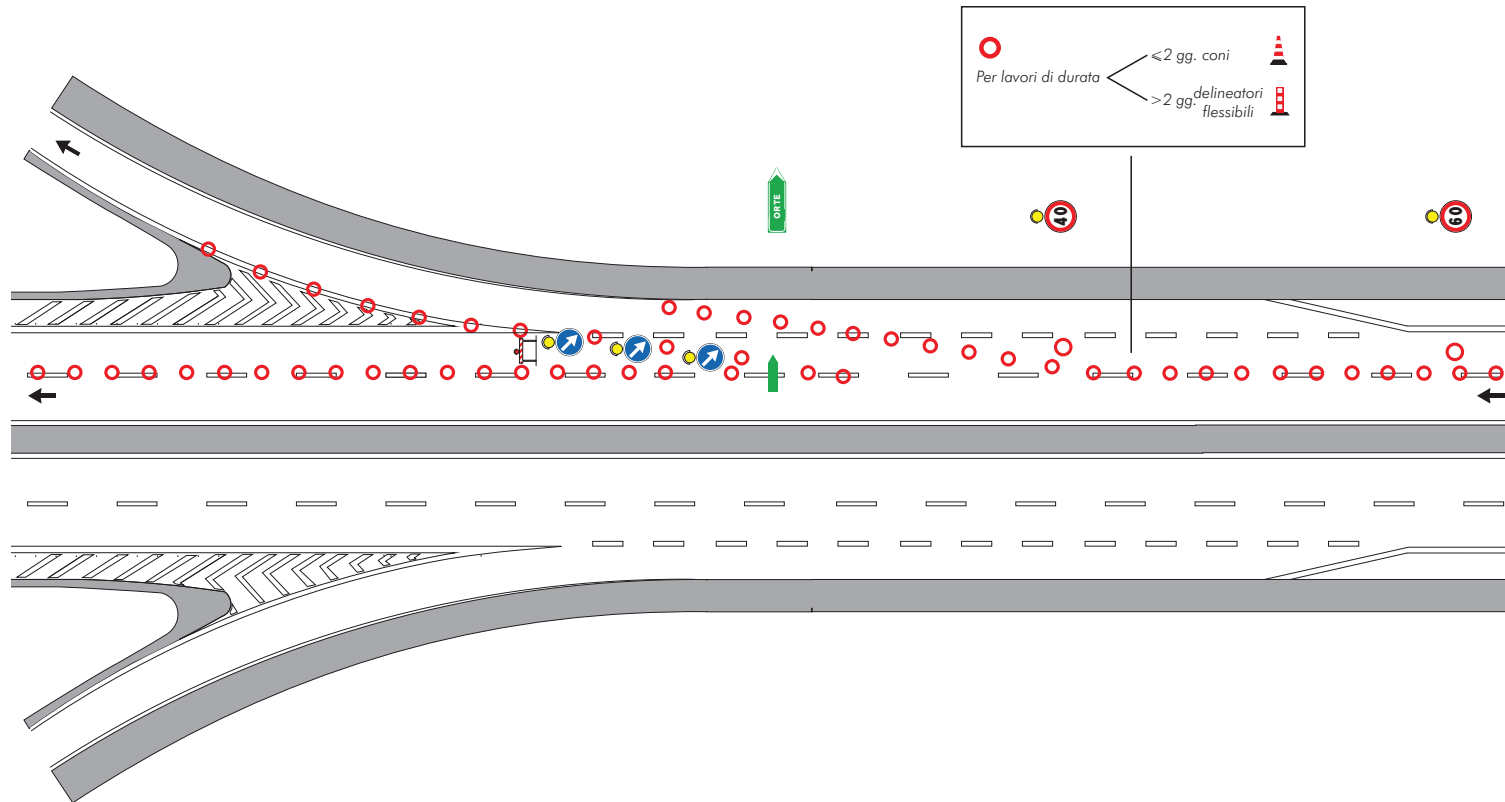 ≤2 gg. coni
Per lavori di durata
>2 gg. delineatori
flessibili
ORTE
40
60